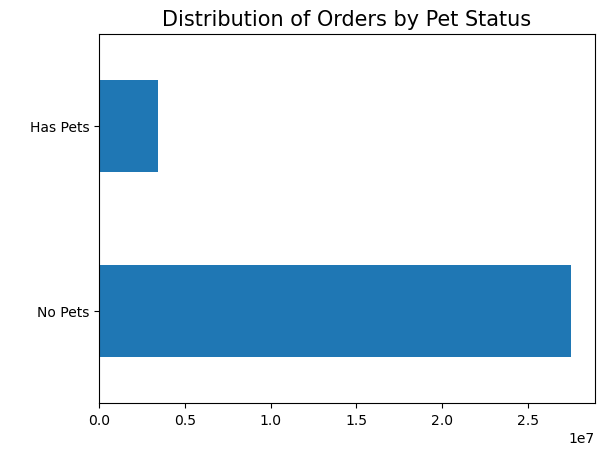 Distribution of Orders by Pet Status
Has Pets
No Pets
0.0 0.5 1.0 1.5 2.0 2.5
1e7